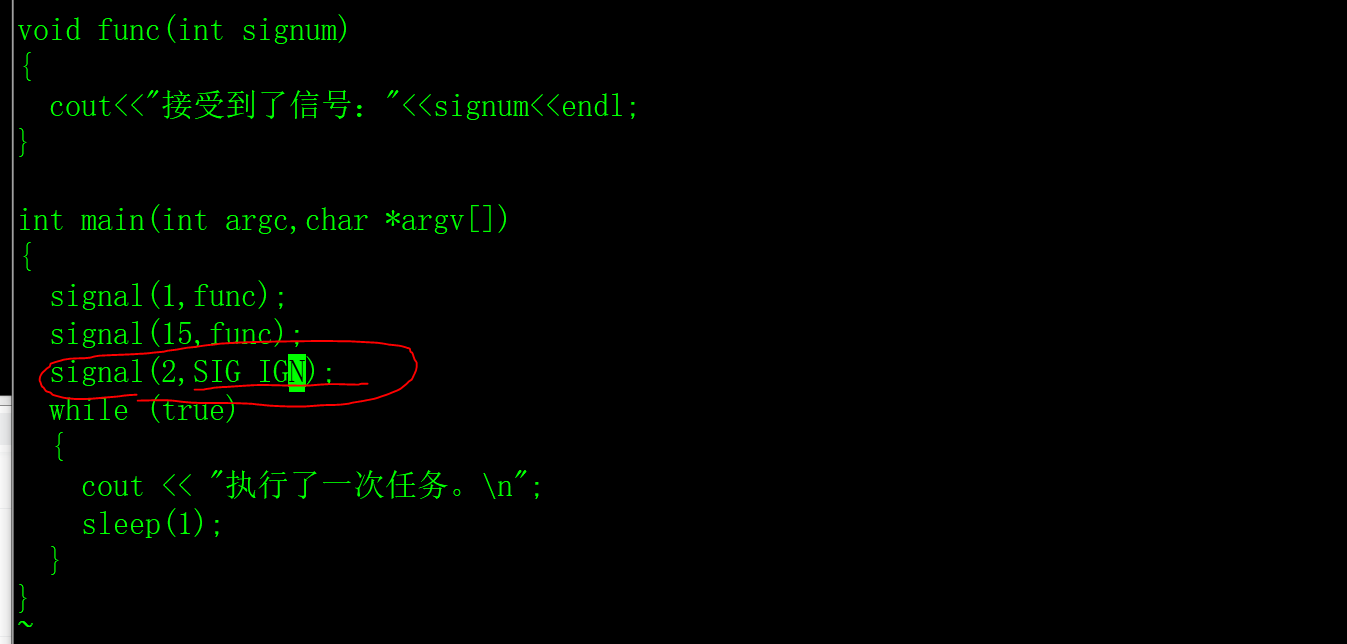 void func(int signum)
{
cout<<"接受到了信号："<<signum<<endl;
}
int main(int argc,char *argv[])
{
signal(1,func);
signal(15,func);
signal(2,SIG_IGN);
while (true)
{
cout << "执行了一次任务。\n";
sleep(1);
}
}
~